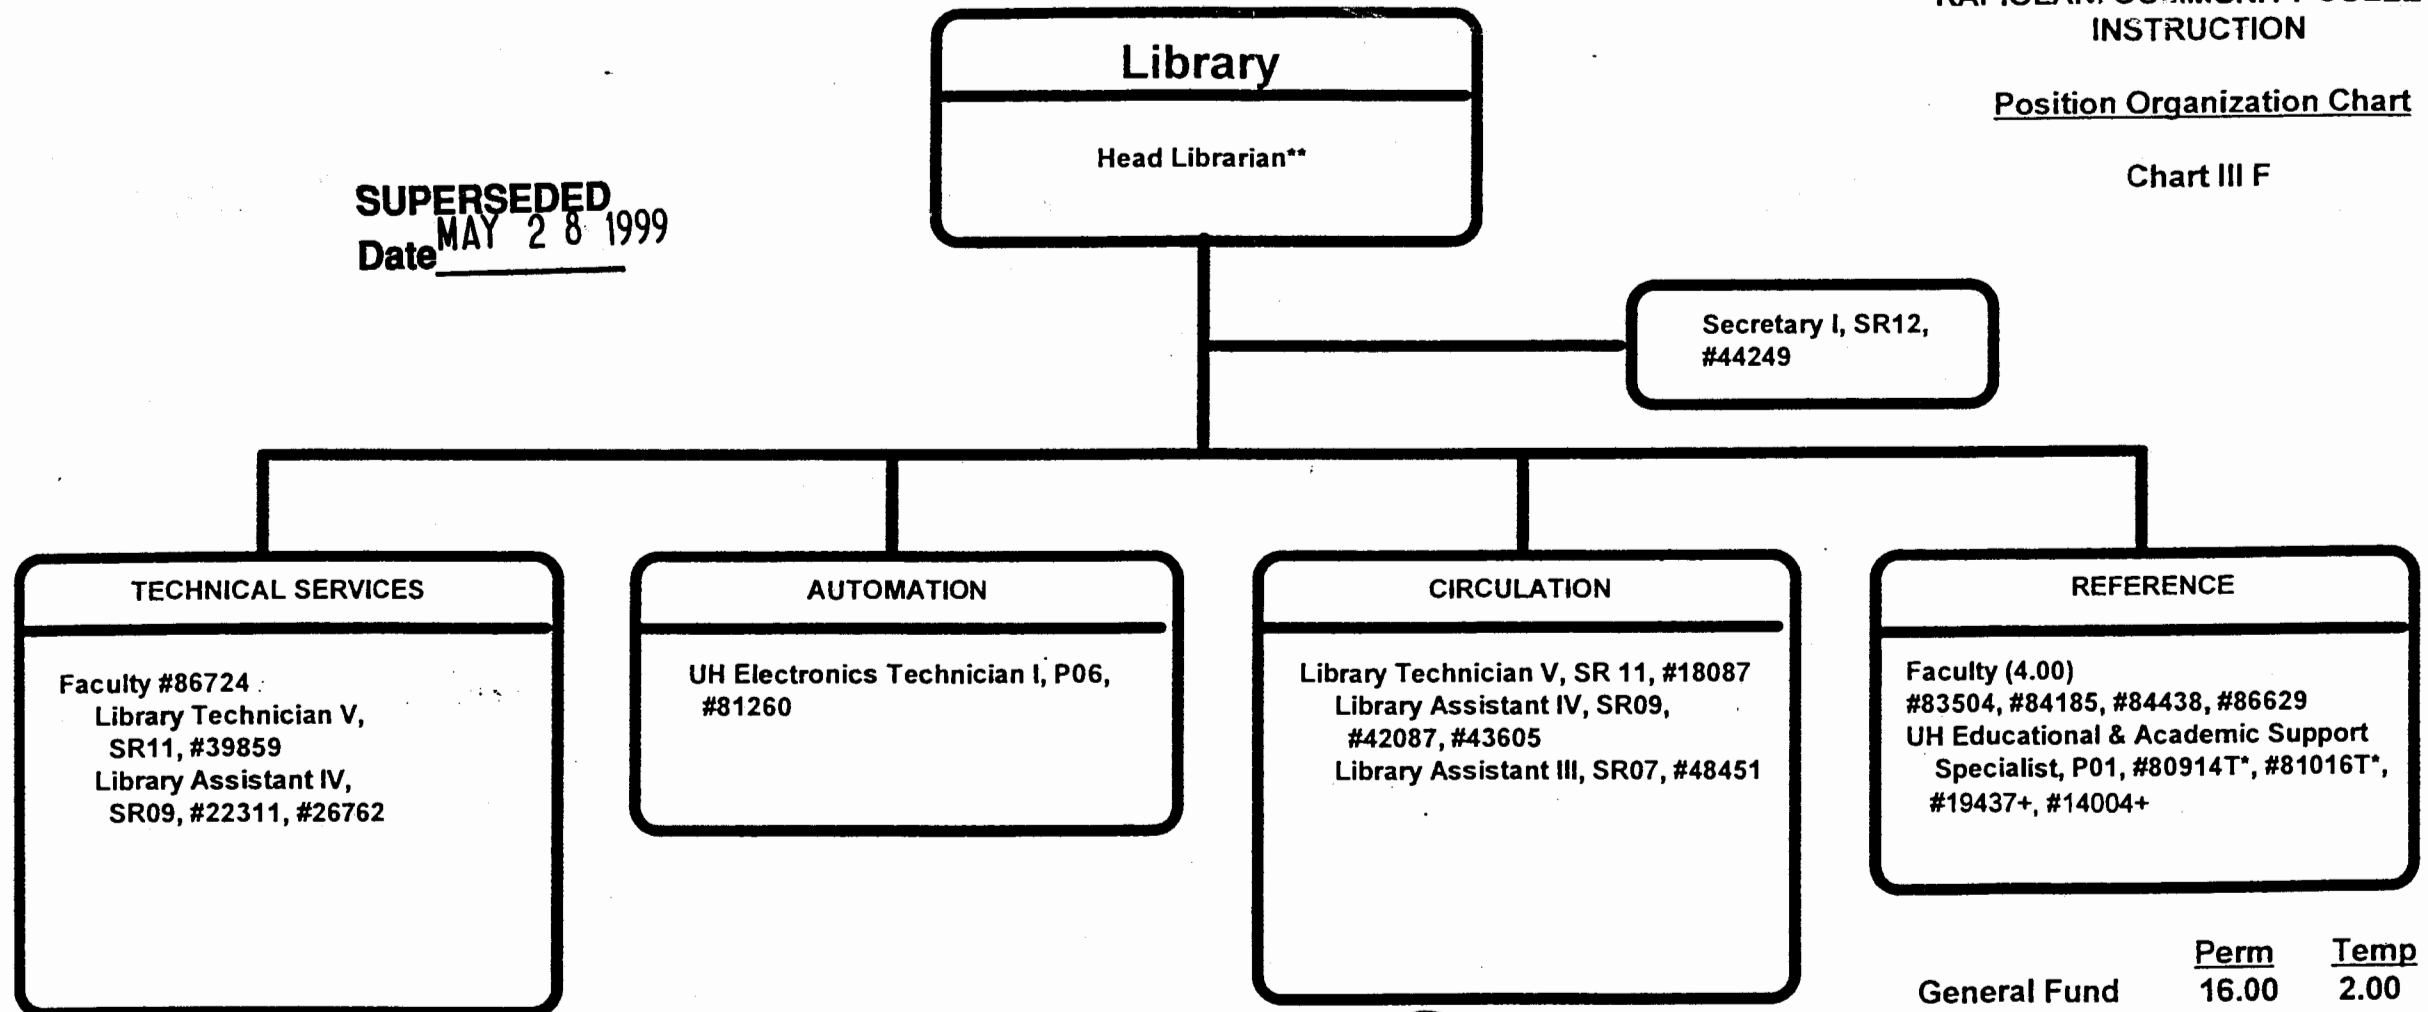 INSTRUCTION
Position Organization Chart
Chart III F
Library
Head Librarian**
SUPERSEDED
Date MAY 28 1999
Secretary I, SR12,
#44249
TECHNICAL SERVICES
Faculty #86724
Library Technician V,
SR11, #39859
Library Assistant IV,
SR09, #22311, #26762
AUTOMATION
UH Electronics Technician I, P06,
#81260
CIRCULATION
Library Technician V, SR 11, #18087
Library Assistant IV, SR09,
#42087, #43605
Library Assistant III, SR07, #48451
REFERENCE
Faculty (4.00)
#83504, #84185, #84438, #86629
UH Educational & Academic Support
Specialist, P01, #80914T*, #81016T*,
#19437+, #14004+
Perm Temp
General Fund 16.00 2.00